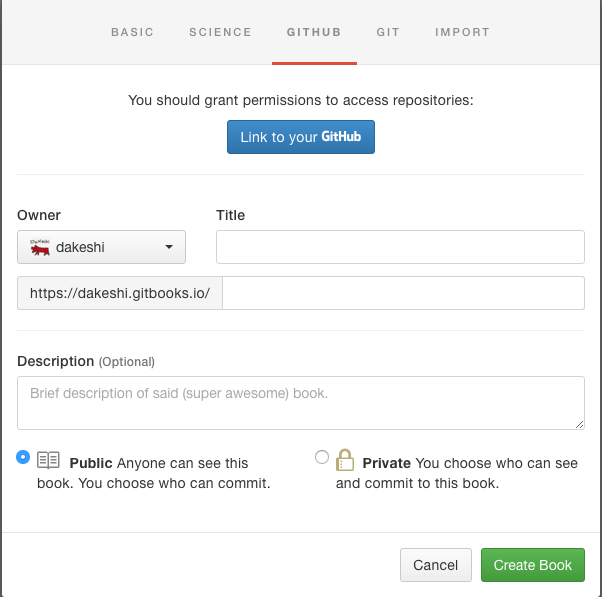 BASIC SCIENCE GITHUB GIT IMPORT
You should grant permissions to access repositories:
Link to your GitHub
Owner Title
dakeshi
https://dakeshi.gitbooks.io/
Description (Optional)
Brief description of said (super awesome) book.
Public Anyone can see this
book. You choose who can commit.
Private You choose who can see
and commit to this book.
Cancel Create Book